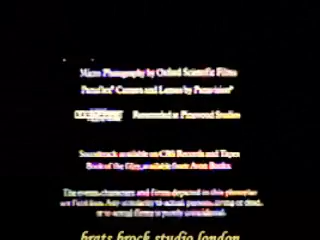 Micro Photography by Oxford Scientific Films
Panaflex® Camera and Lenses by Panavision®
Rerecorded at Pinewood Studios
Soundtrack available on CBS Records and Tapes
Book of the film available from Avon Books
The events, characters and firms depicted in this photoplay
are fictitious. Any similarity to actual persons, living or dead,
or to actual firms is purely coincidental.
brats brock studio london